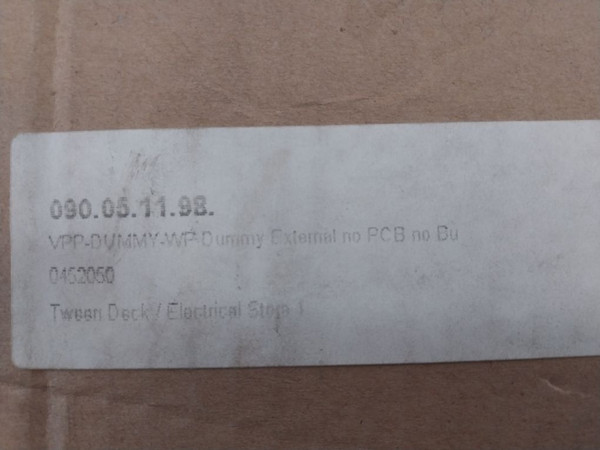 090.05.11.98.
VPP-DUMMY-WP Dummy External no PCB no Bu
0452050
Tween Deck / Electrical Store 1